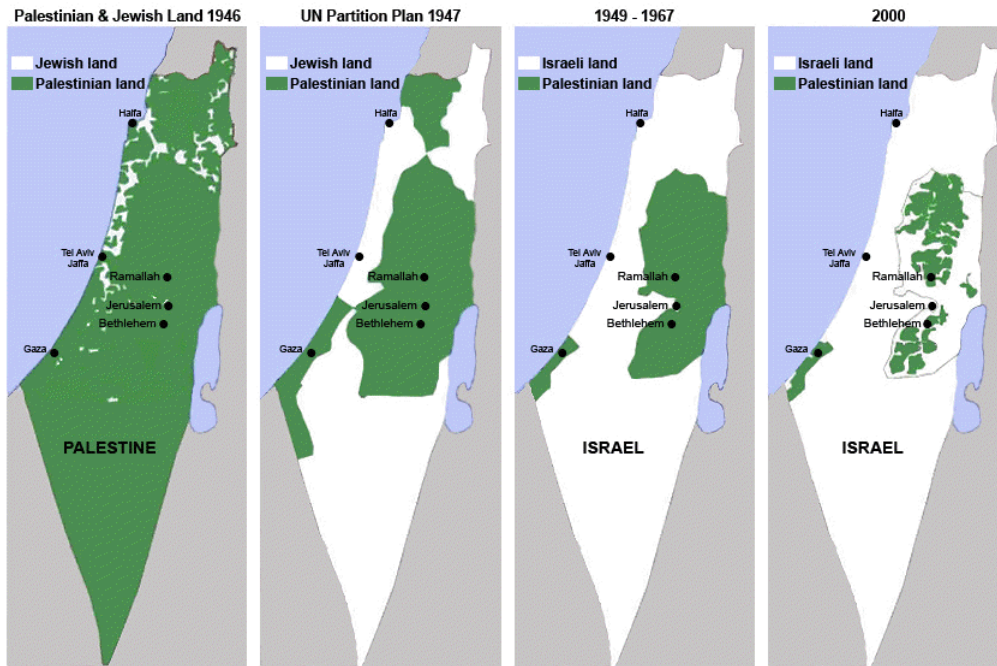 Palestinian & Jewish Land 1946
Jewish land
Palestinian land
Haifa
Tel Aviv
Jaffa
Ramallah
Jerusalem
Bethlehem
Gaza
PALESTINE
UN Partition Plan 1947
Jewish land
Palestinian land
Haifa
Tel Aviv
Jaffa
Ramallah
Jerusalem
Bethlehem
Gaza
1949 - 1967
Israeli land
Palestinian land
Haifa
Tel Aviv
Jaffa
Ramallah
Jerusalem
Bethlehem
Gaza
ISRAEL
2000
Israeli land
Palestinian land
Haifa
Tel Aviv
Jaffa
Ramallah
Jerusalem
Bethlehem
Gaza
ISRAEL